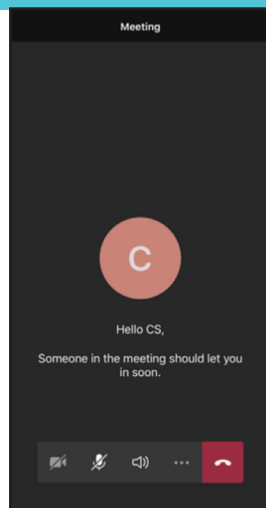 Meeting
C
Hello CS,
Someone in the meeting should let you
in soon.